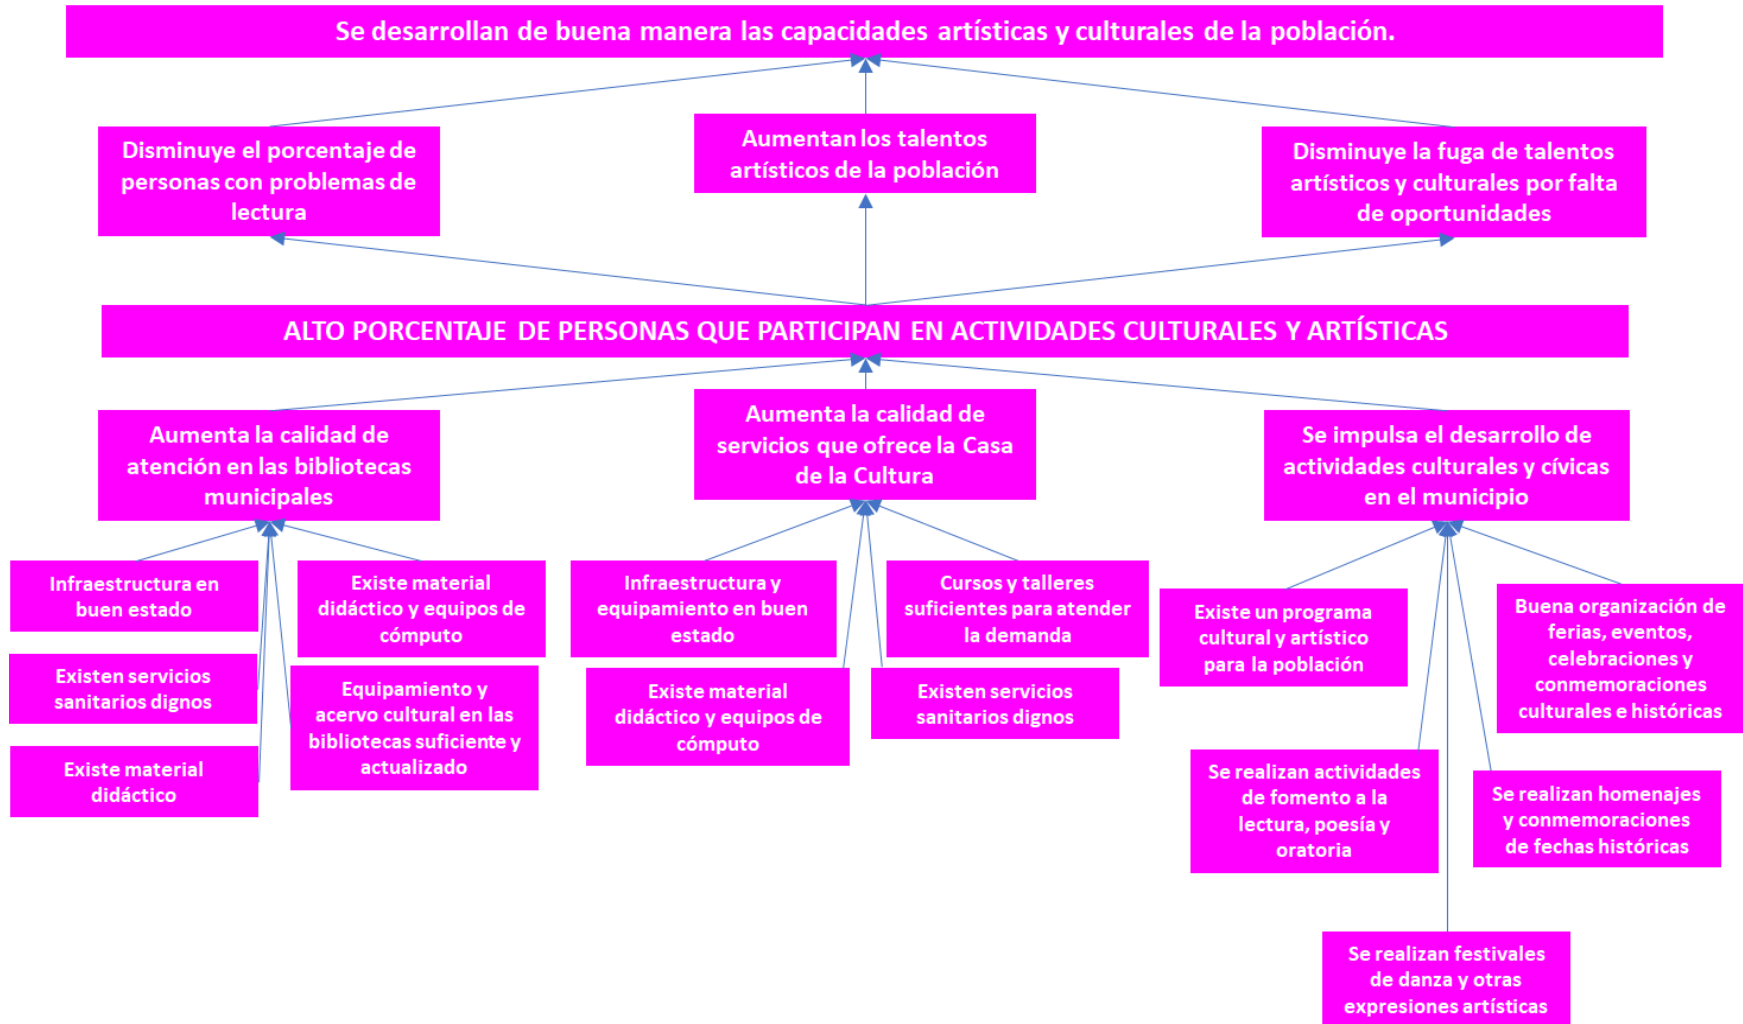 Se desarrollan de buena manera las capacidades artísticas y culturales de la población.
Disminuye el porcentaje de
personas con problemas de
lectura
Aumentan los talentos
artísticos de la población
Disminuye la fuga de talentos
artísticos y culturales por falta
de oportunidades
ALTO PORCENTAJE DE PERSONAS QUE PARTICIPAN EN ACTIVIDADES CULTURALES Y ARTÍSTICAS
Aumenta la calidad de
atención en las bibliotecas
municipales
Aumenta la calidad de
servicios que ofrece la Casa
de la Cultura
Se impulsa el desarrollo de
actividades culturales y cívicas
en el municipio
Infraestructura en
buen estado
Existe material
didáctico y equipos de
cómputo
Existen servicios
sanitarios dignos
Equipamiento y
acervo cultural en las
bibliotecas suficiente y
actualizado
Existe material
didáctico
Infraestructura y
equipamiento en buen
estado
Cursos y talleres
suficientes para atender
la demanda
Existe material
didáctico y equipos de
cómputo
Existen servicios
sanitarios dignos
Existe un programa
cultural y artístico
para la población
Buena organización de
ferias, eventos,
celebraciones y
conmemoraciones
culturales e históricas
Se realizan actividades
de fomento a la
lectura, poesía y
oratoria
Se realizan homenajes
y conmemoraciones
de fechas históricas
Se realizan festivales
de danza y otras
expresiones artísticas